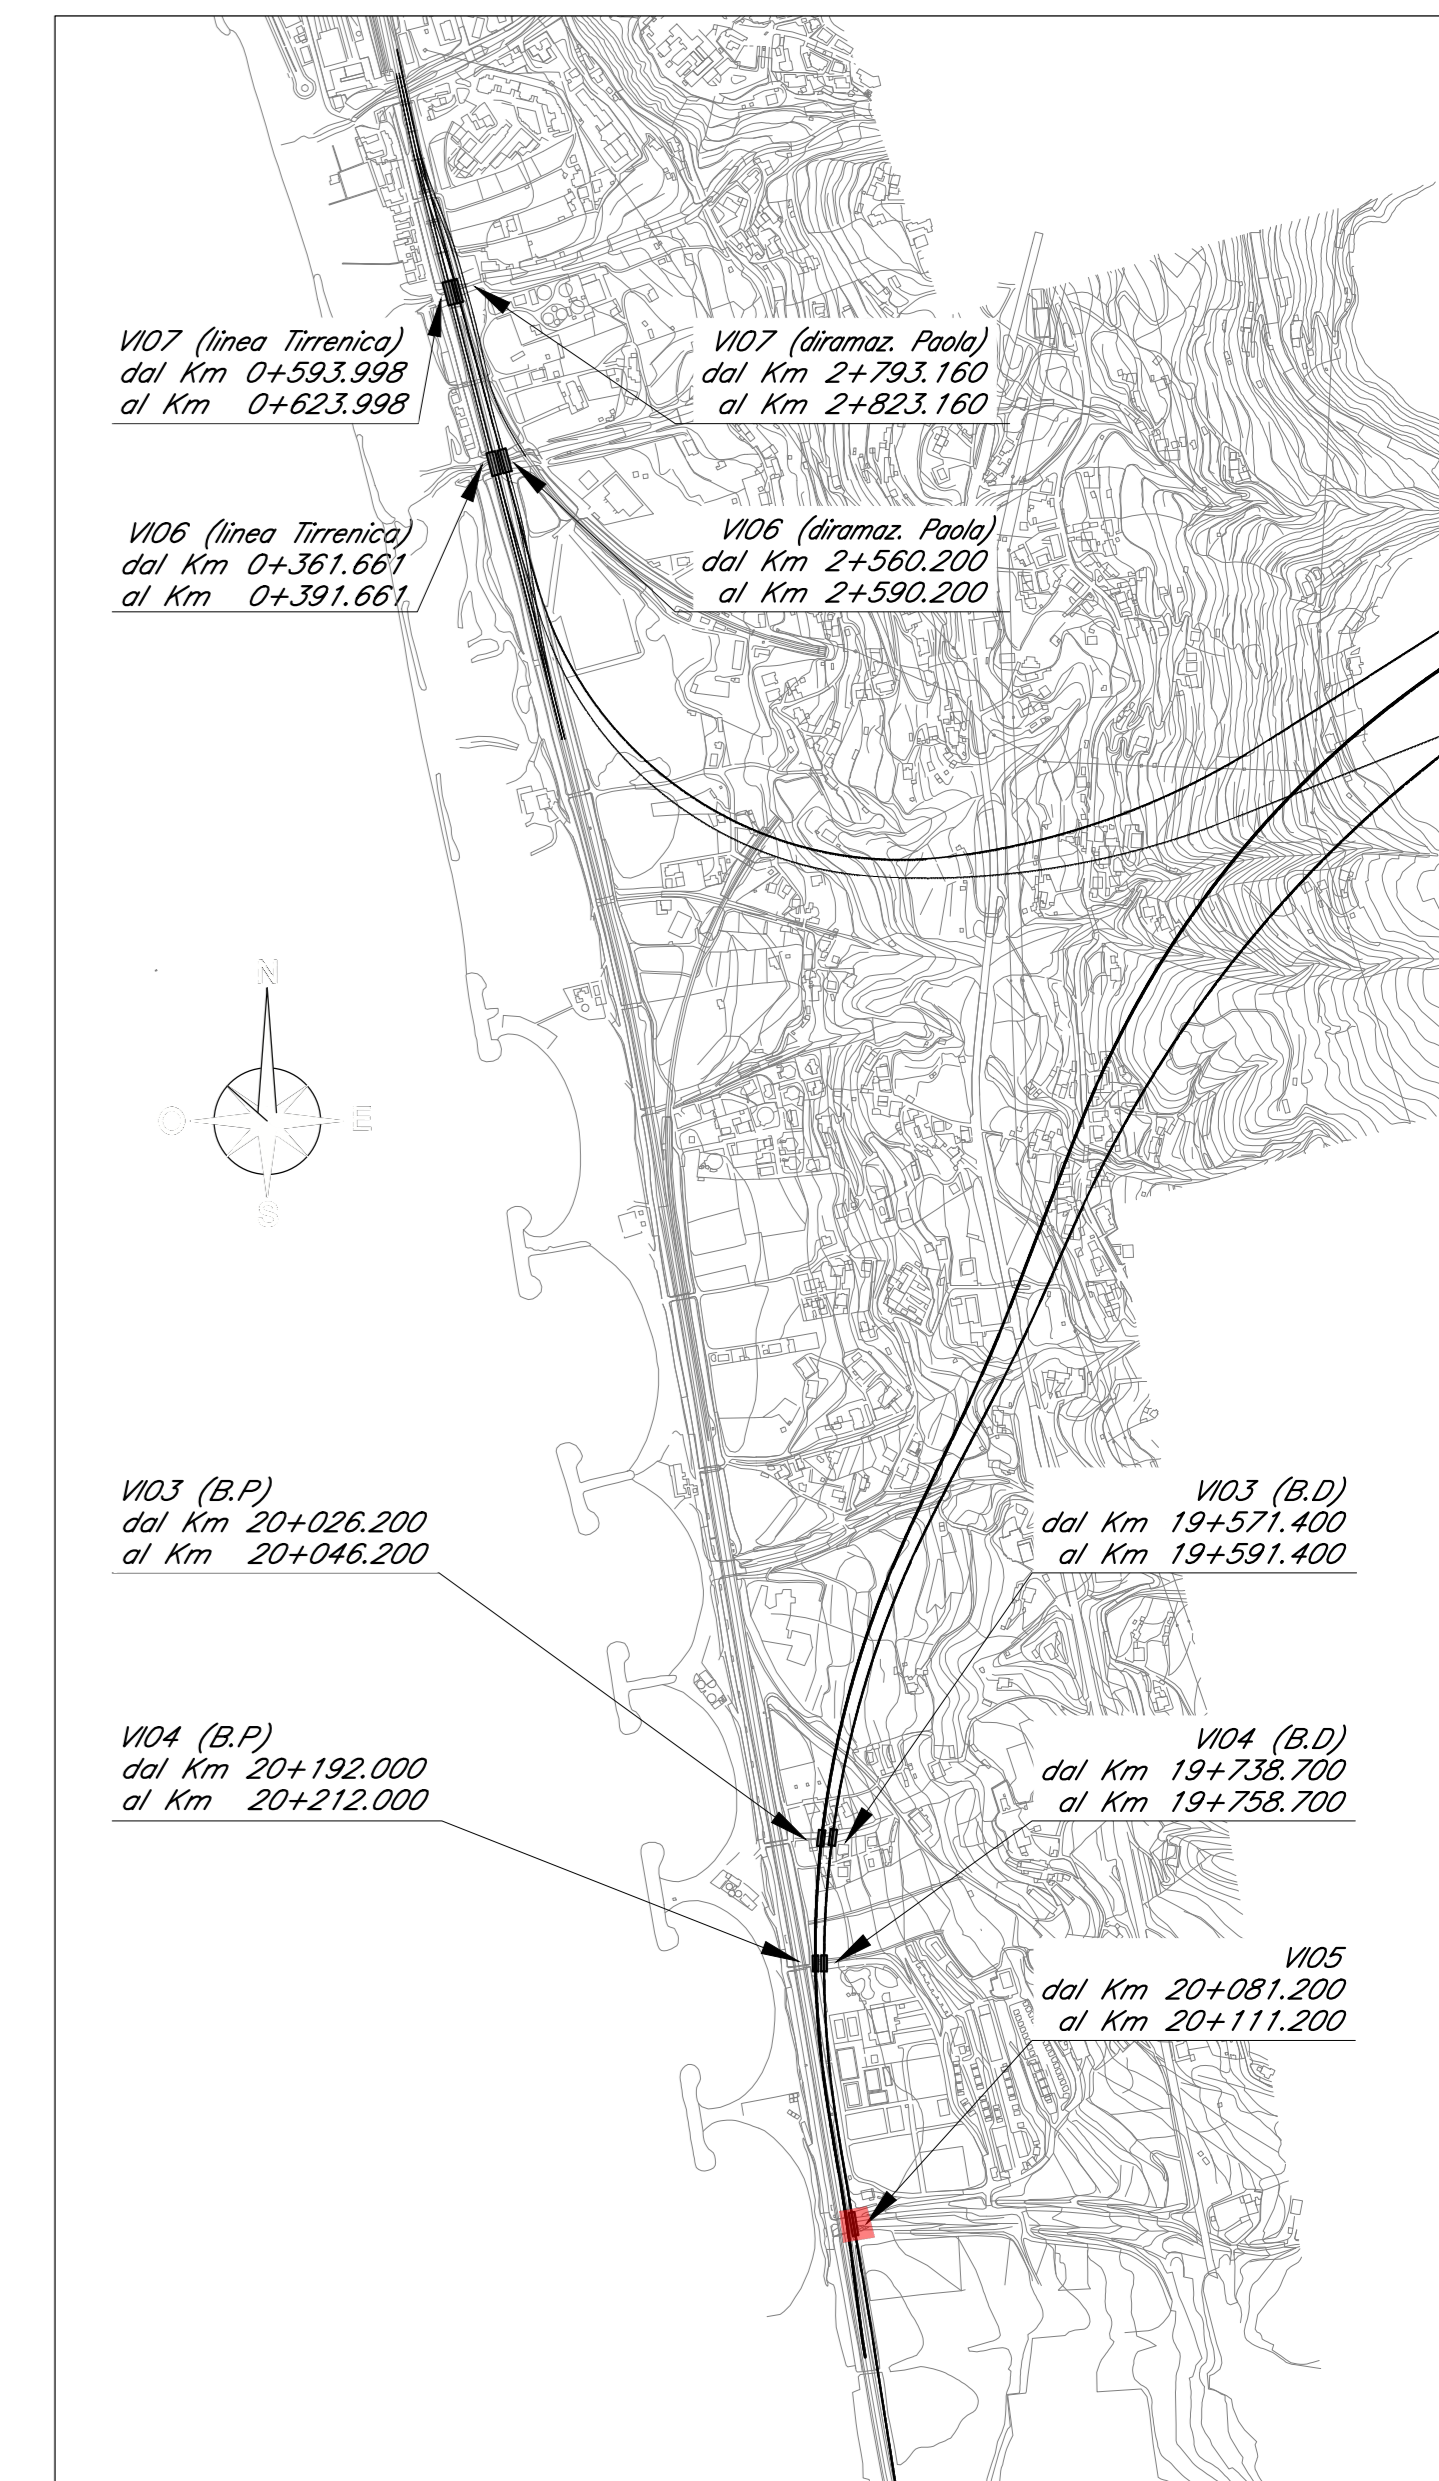 VI07 (linea Tirrenica)
dal Km 0+593.998
al Km 0+623.998
VI07 (diramaz. Paola)
dal Km 2+793.160
al Km 2+823.160
VI06 (linea Tirrenica)
dal Km 0+361.661
al Km 0+391.661
VI06 (diramaz. Paola)
dal Km 2+560.200
al Km 2+590.200
N
O E
S
VI03 (B.P)
dal Km 20+026.200
al Km 20+046.200
VI03 (B.D)
dal Km 19+571.400
al Km 19+591.400
VI04 (B.P)
dal Km 20+192.000
al Km 20+212.000
VI04 (B.D)
dal Km 19+738.700
al Km 19+758.700
VI05
dal Km 20+081.200
al Km 20+111.200